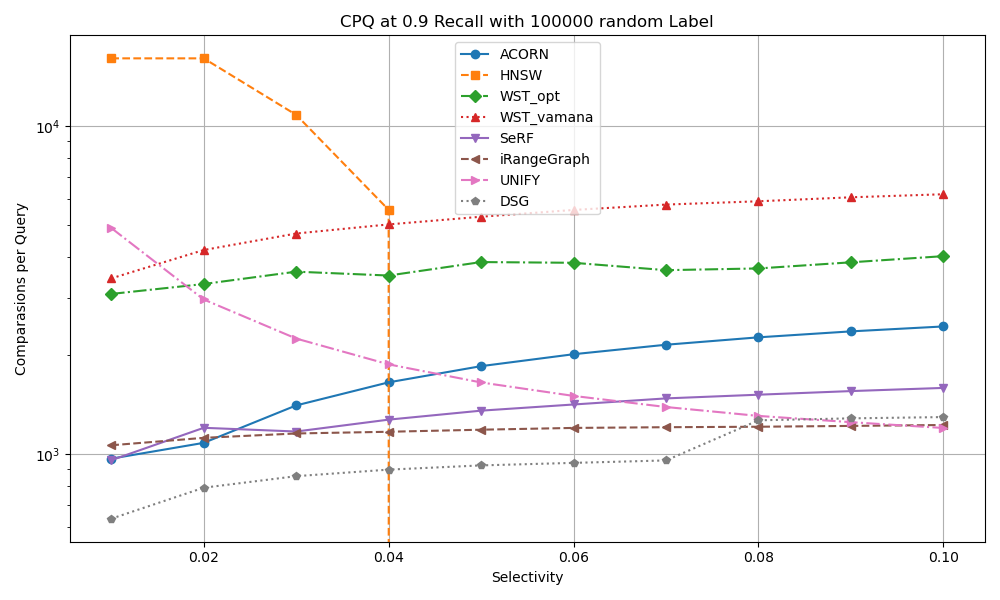 CPQ at 0.9 Recall with 100000 random Label
ACORN
HNSW
WST_opt
WST_vamana
SeRF
iRangeGraph
UNIFY
DSG
10^4
10^3
Comparasions per Query
0.02 0.04 0.06 0.08 0.10
Selectivity